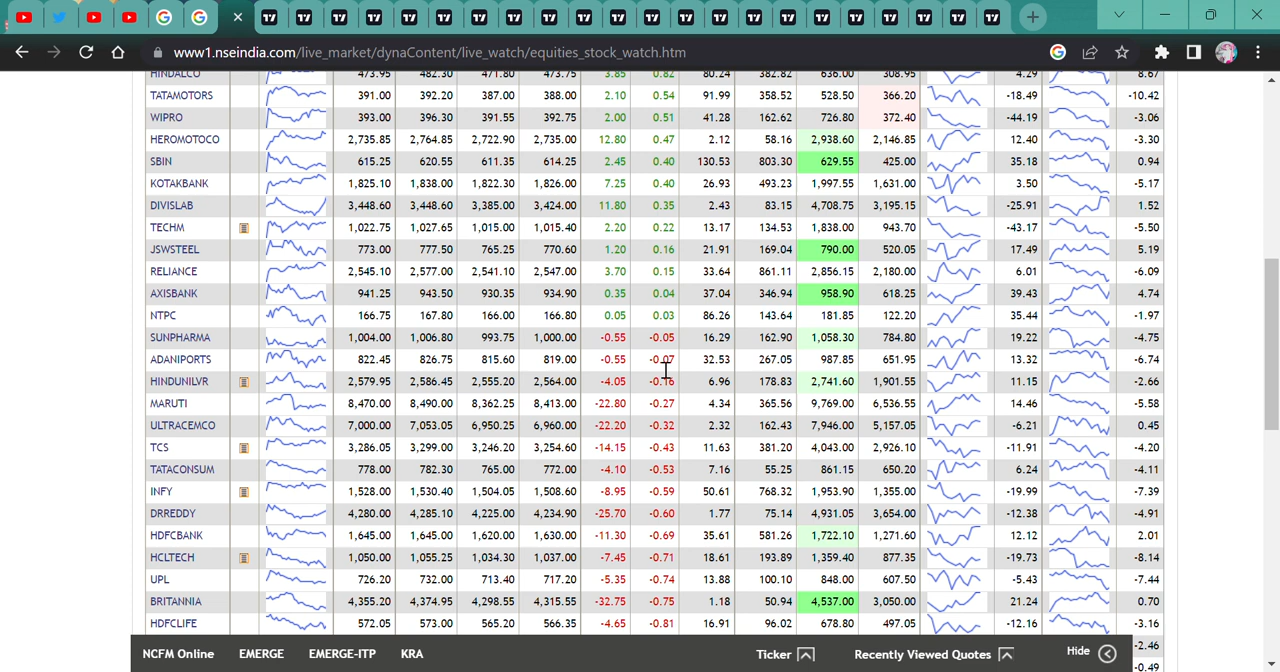 www1.nseindia.com/live_market/dynaContent/live_watch/equities_stock_watch.htm
HINDALCO 473.95 482.30 471.80 473.75 3.85 0.82 80.24 382.82 636.00 308.95 4.29 8.67
TATAMOTORS 391.00 392.20 387.00 388.00 2.10 0.54 91.99 358.52 528.50 366.20 -18.49 -10.42
WIPRO 393.00 396.30 391.55 392.75 2.00 0.51 41.28 162.62 726.80 372.40 -44.19 -3.06
HEROMOTOCO 2,735.85 2,764.85 2,722.90 2,735.00 12.80 0.47 2.12 58.16 2,938.60 2,146.85 12.40 -3.30
SBIN 615.25 620.55 611.35 614.25 2.45 0.40 130.53 803.30 629.55 425.00 35.18 0.94
KOTAKBANK 1,825.10 1,838.00 1,822.30 1,826.00 7.25 0.40 26.93 493.23 1,997.55 1,631.00 3.50 -5.17
DIVISLAB 3,448.60 3,448.60 3,385.00 3,424.00 11.80 0.35 2.43 83.15 4,708.75 3,195.15 -25.91 1.52
TECHM 1,022.75 1,027.65 1,015.00 1,015.40 2.20 0.22 13.17 134.53 1,838.00 943.70 -43.17 -5.50
JSWSTEEL 773.00 777.50 765.25 770.60 1.20 0.16 21.91 169.04 790.00 520.05 17.49 5.19
RELIANCE 2,545.10 2,577.00 2,541.10 2,547.00 3.70 0.15 33.64 861.11 2,856.15 2,180.00 6.01 -6.09
AXISBANK 941.25 943.50 930.35 934.90 0.35 0.04 37.04 346.94 958.90 618.25 39.43 4.74
NTPC 166.75 167.80 166.00 166.80 0.05 0.03 86.26 143.64 181.85 122.20 35.44 -1.97
SUNPHARMA 1,004.00 1,006.80 993.75 1,000.00 -0.55 -0.05 16.29 162.90 1,058.30 784.80 19.22 -4.75
ADANIPORTS 822.45 826.75 815.60 819.00 -0.55 -0.07 32.53 267.05 987.85 651.95 13.32 -6.74
HINDUNILVR 2,579.95 2,586.45 2,555.20 2,564.00 -4.05 -0.16 6.96 178.83 2,741.60 1,901.55 11.15 -2.66
MARUTI 8,470.00 8,490.00 8,362.25 8,413.00 -22.80 -0.27 4.34 365.56 9,769.00 6,536.55 14.46 -5.58
ULTRACEMCO 7,000.00 7,053.05 6,950.25 6,960.00 -22.20 -0.32 2.32 162.43 7,946.00 5,157.05 -6.21 0.45
TCS 3,286.05 3,299.00 3,246.20 3,254.60 -14.15 -0.43 11.63 381.20 4,043.00 2,926.10 -11.91 -4.20
TATACONSUM 778.00 782.30 765.00 772.00 -4.10 -0.53 7.16 55.25 861.15 650.20 6.24 -4.11
INFY 1,528.00 1,530.40 1,504.05 1,508.60 -8.95 -0.59 50.61 768.32 1,953.90 1,355.00 -19.99 -7.39
DRREDDY 4,280.00 4,285.10 4,225.00 4,234.90 -25.70 -0.60 1.77 75.14 4,931.05 3,654.00 -12.38 -4.91
HDFCBANK 1,645.00 1,645.00 1,620.00 1,630.00 -11.30 -0.69 35.61 581.26 1,722.10 1,271.60 12.12 2.01
HCLTECH 1,050.00 1,055.25 1,034.30 1,037.00 -7.45 -0.71 18.61 193.89 1,359.40 877.35 -19.73 -8.14
UPL 726.20 732.00 713.40 717.20 -5.35 -0.74 13.88 100.10 848.00 607.50 -5.43 -7.44
BRITANNIA 4,355.20 4,374.95 4,298.55 4,315.55 -32.75 -0.75 1.18 50.94 4,537.00 3,050.00 21.24 0.70
HDFCLIFE 572.05 573.00 565.20 566.35 -4.65 -0.81 16.91 96.02 678.80 497.05 -12.16 -3.16
-2.46
NCFM Online EMERGE EMERGE-ITP KRA Ticker Recently Viewed Quotes Hide
-0.49